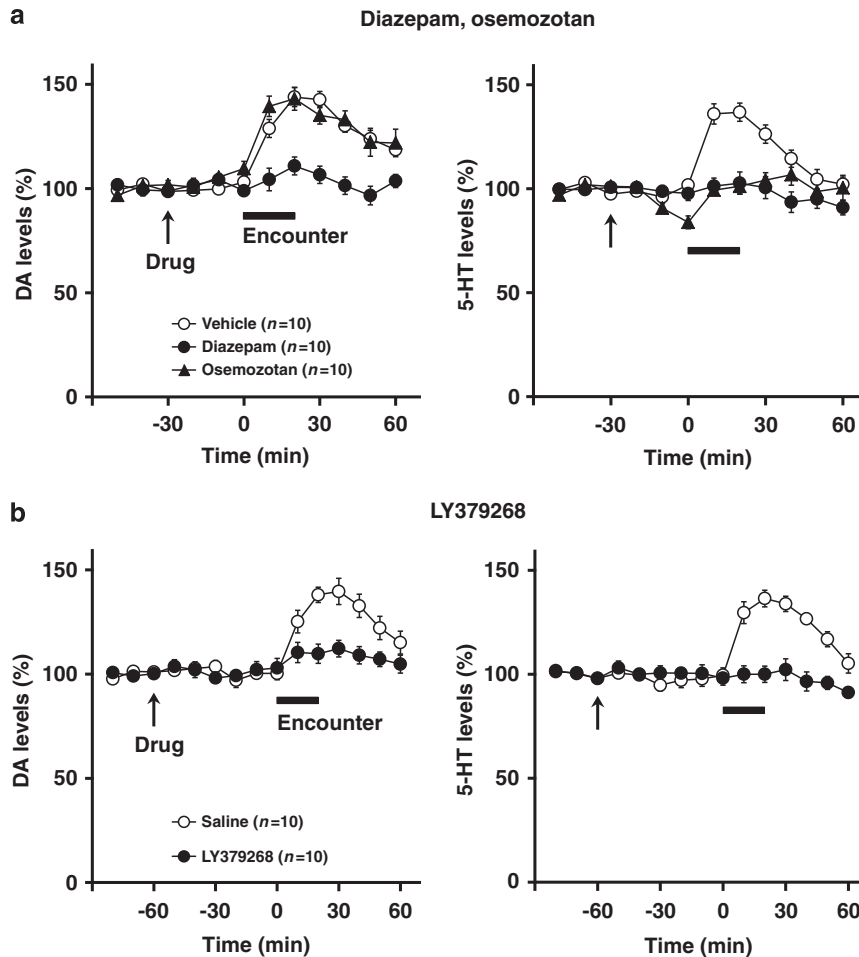 a
Diazepam, osemozotan
DA levels (%)
150
100
50
0
Drug
Encounter
Vehicle (n=10)
Diazepam (n=10)
Osemozotan (n=10)
-30 0 30 60
Time (min)
5-HT levels (%)
150
100
50
0
-30 0 30 60
Time (min)
b
LY379268
DA levels (%)
150
100
50
0
Drug
Encounter
Saline (n=10)
LY379268 (n=10)
-60 -30 0 30 60
Time (min)
5-HT levels (%)
150
100
50
0
-60 -30 0 30 60
Time (min)